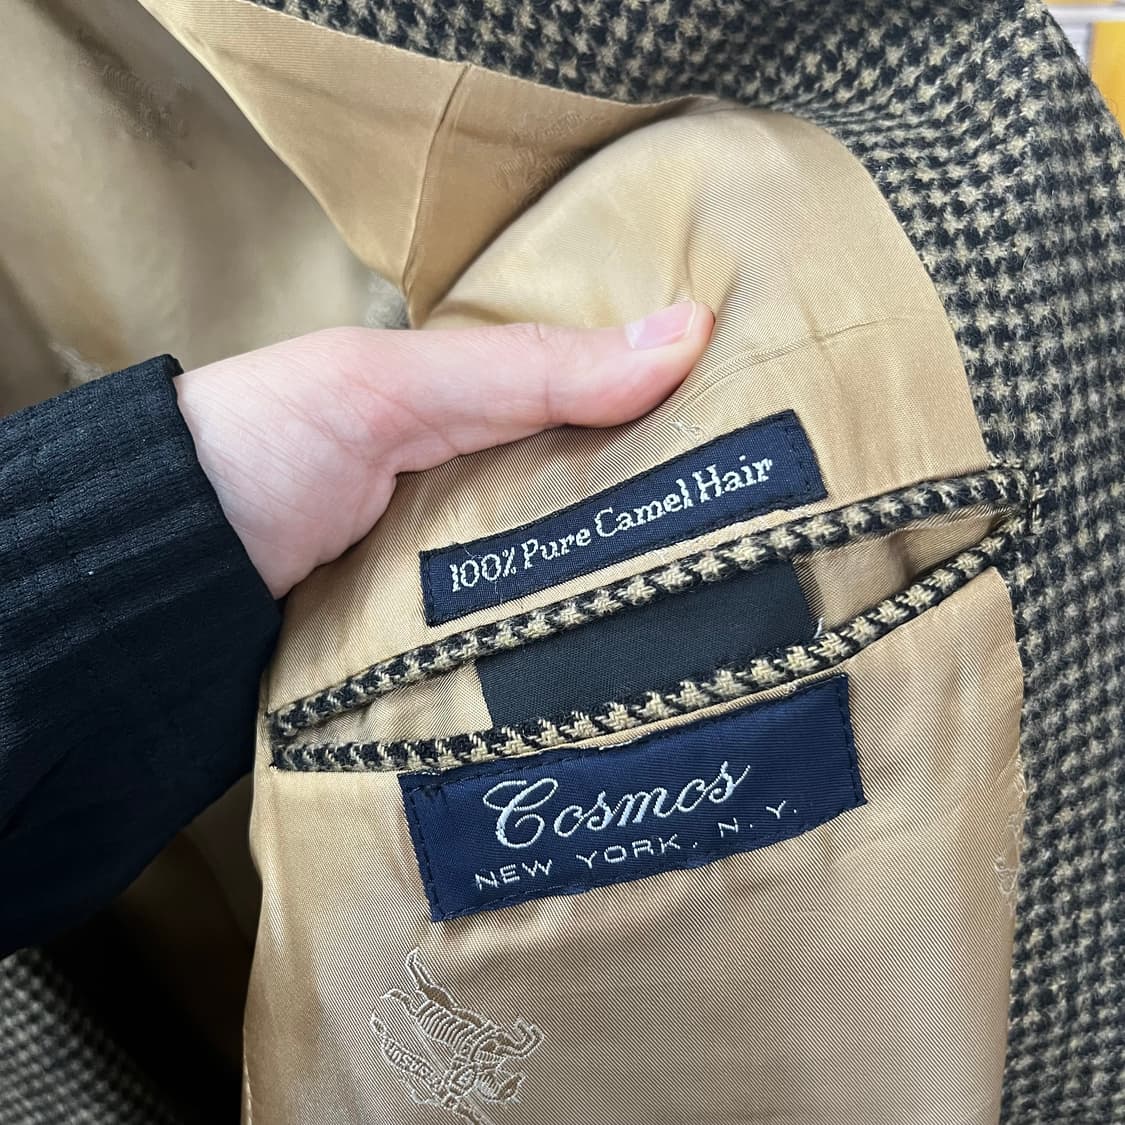 100% Pure Camel Hair
Cosmos
NEW YORK, N. Y.